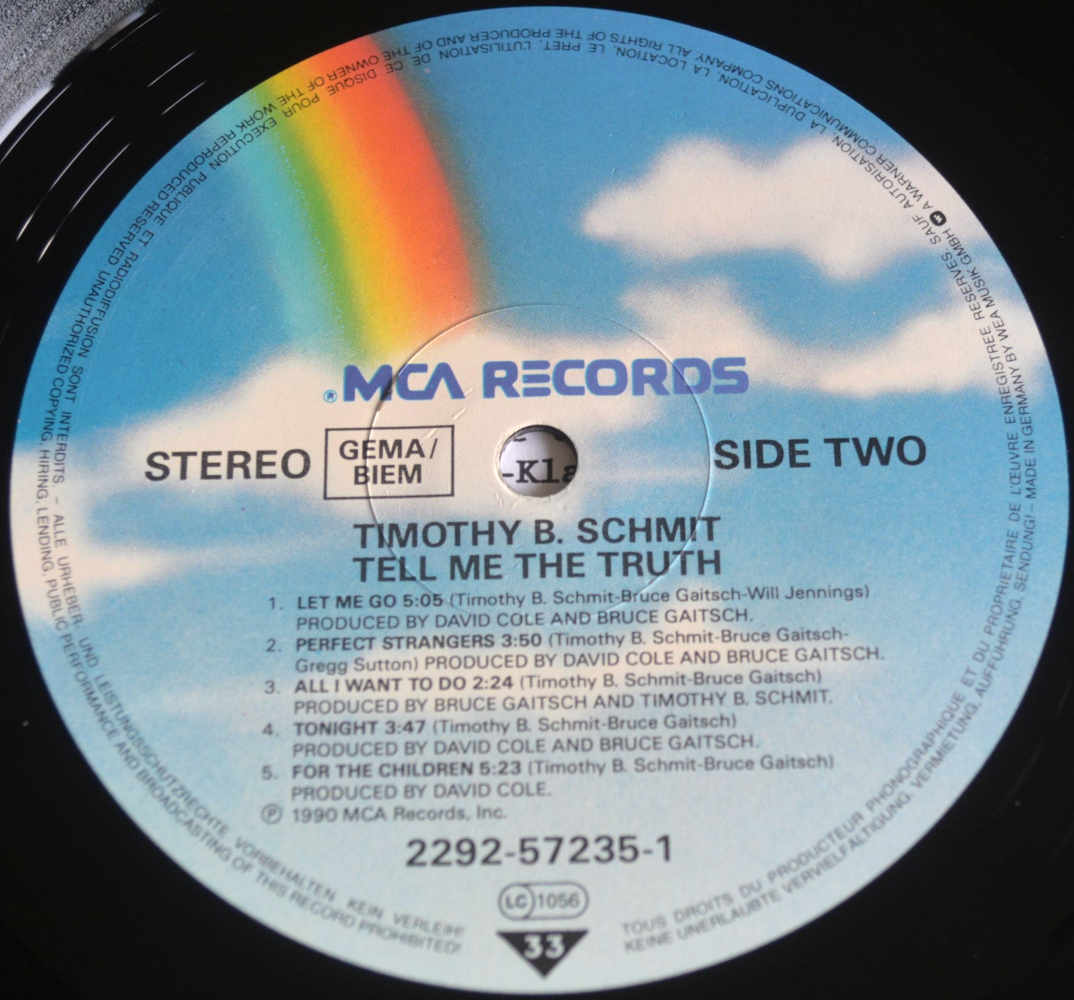 ® MCA RECORDS
STEREO
GEMA/
BIEM
-Kla
SIDE TWO
TIMOTHY B. SCHMIT
TELL ME THE TRUTH
1. LET ME GO 5:05 (Timothy B. Schmit-Bruce Gaitsch-Will Jennings)
PRODUCED BY DAVID COLE AND BRUCE GAITSCH.
2. PERFECT STRANGERS 3:50 (Timothy B. Schmit-Bruce Gaitsch-
Gregg Sutton) PRODUCED BY DAVID COLE AND BRUCE GAITSCH.
3. ALL I WANT TO DO 2:24 (Timothy B. Schmit-Bruce Gaitsch)
PRODUCED BY BRUCE GAITSCH AND TIMOTHY B. SCHMIT.
4. TONIGHT 3:47 (Timothy B. Schmit-Bruce Gaitsch)
PRODUCED BY DAVID COLE AND BRUCE GAITSCH.
5. FOR THE CHILDREN 5:23 (Timothy B. Schmit-Bruce Gaitsch)
PRODUCED BY DAVID COLE.
℗ 1990 MCA Records, Inc.
2292-57235-1
LC 1056
33
TOUS DROITS DU PRODUCTEUR PHONOGRAPHIQUE ET DU PROPRIETAIRE DE L'ŒUVRE ENREGISTREE RESERVES. SAUF AUTORISATION, LA DUPLICATION, LA LOCATION, LE PRET, L'UTILISATION DE CE DISQUE POUR EXECUTION PUBLIQUE ET RADIODIFFUSION SONT INTERDITS. – ALLE URHEBER- UND LEISTUNGSSCHUTZRECHTE VORBEHALTEN. KEIN VERLEIH!
KEINE UNERLAUBTE VERVIELFÄLTIGUNG, VERMIETUNG, AUFFÜHRUNG, SENDUNG! – MADE IN GERMANY BY WEA MUSIK GMBH A WARNER COMMUNICATIONS COMPANY. ALL RIGHTS OF THE PRODUCER AND OF THE OWNER OF THE WORK REPRODUCED RESERVED UNAUTHORIZED COPYING, HIRING, LENDING, PUBLIC PERFORMANCE AND BROADCASTING OF THIS RECORD PROHIBITED!